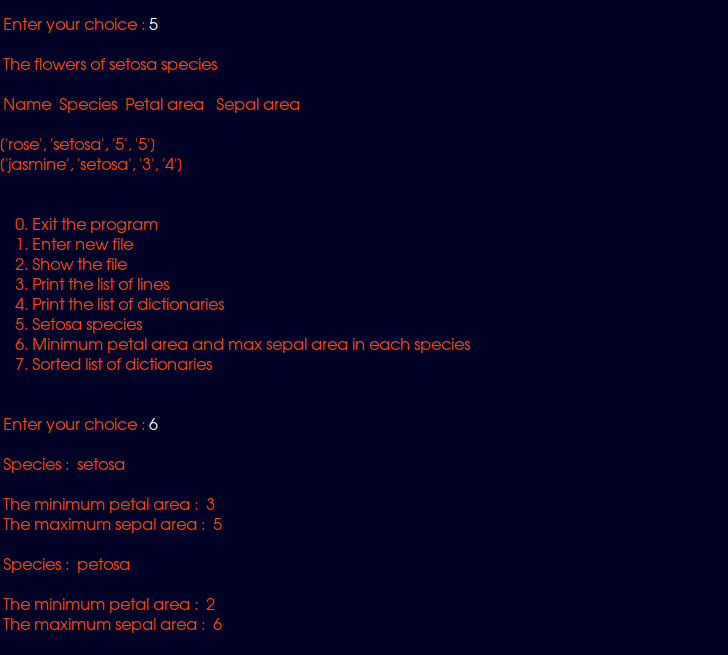 Enter your choice : 5
The flowers of setosa species
Name  Species  Petal area   Sepal area
['rose', 'setosa', '5', '5']
['jasmine', 'setosa', '3', '4']
0. Exit the program
1. Enter new file
2. Show the file
3. Print the list of lines
4. Print the list of dictionaries
5. Setosa species
6. Minimum petal area and max sepal area in each species
7. Sorted list of dictionaries
Enter your choice : 6
Species :  setosa
The minimum petal area :  3
The maximum sepal area :  5
Species :  petosa
The minimum petal area :  2
The maximum sepal area :  6